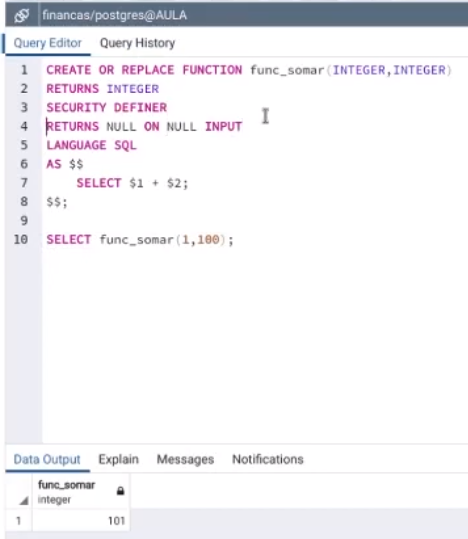 financas/postgres@AULA
Query Editor Query History
1 CREATE OR REPLACE FUNCTION func_somar(INTEGER,INTEGER)
2 RETURNS INTEGER
3 SECURITY DEFINER
4 RETURNS NULL ON NULL INPUT
5 LANGUAGE SQL
6 AS $$
7 SELECT $1 + $2;
8 $$;
9
10 SELECT func_somar(1,100);
Data Output Explain Messages Notifications
func_somar
integer
1 101